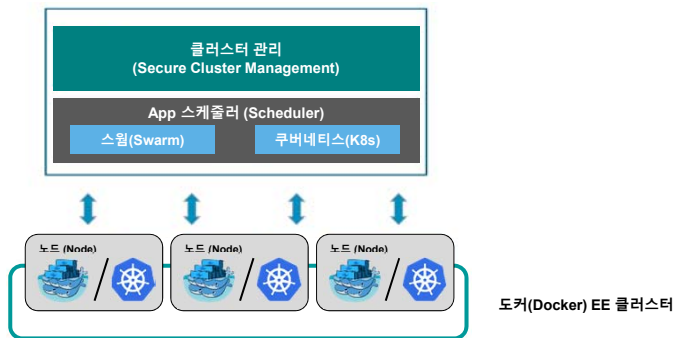 클러스터 관리
(Secure Cluster Management)
App 스케줄러 (Scheduler)
스웜(Swarm)
쿠버네티스(K8s)
노드 (Node)
노드 (Node)
노드 (Node)
도커(Docker) EE 클러스터